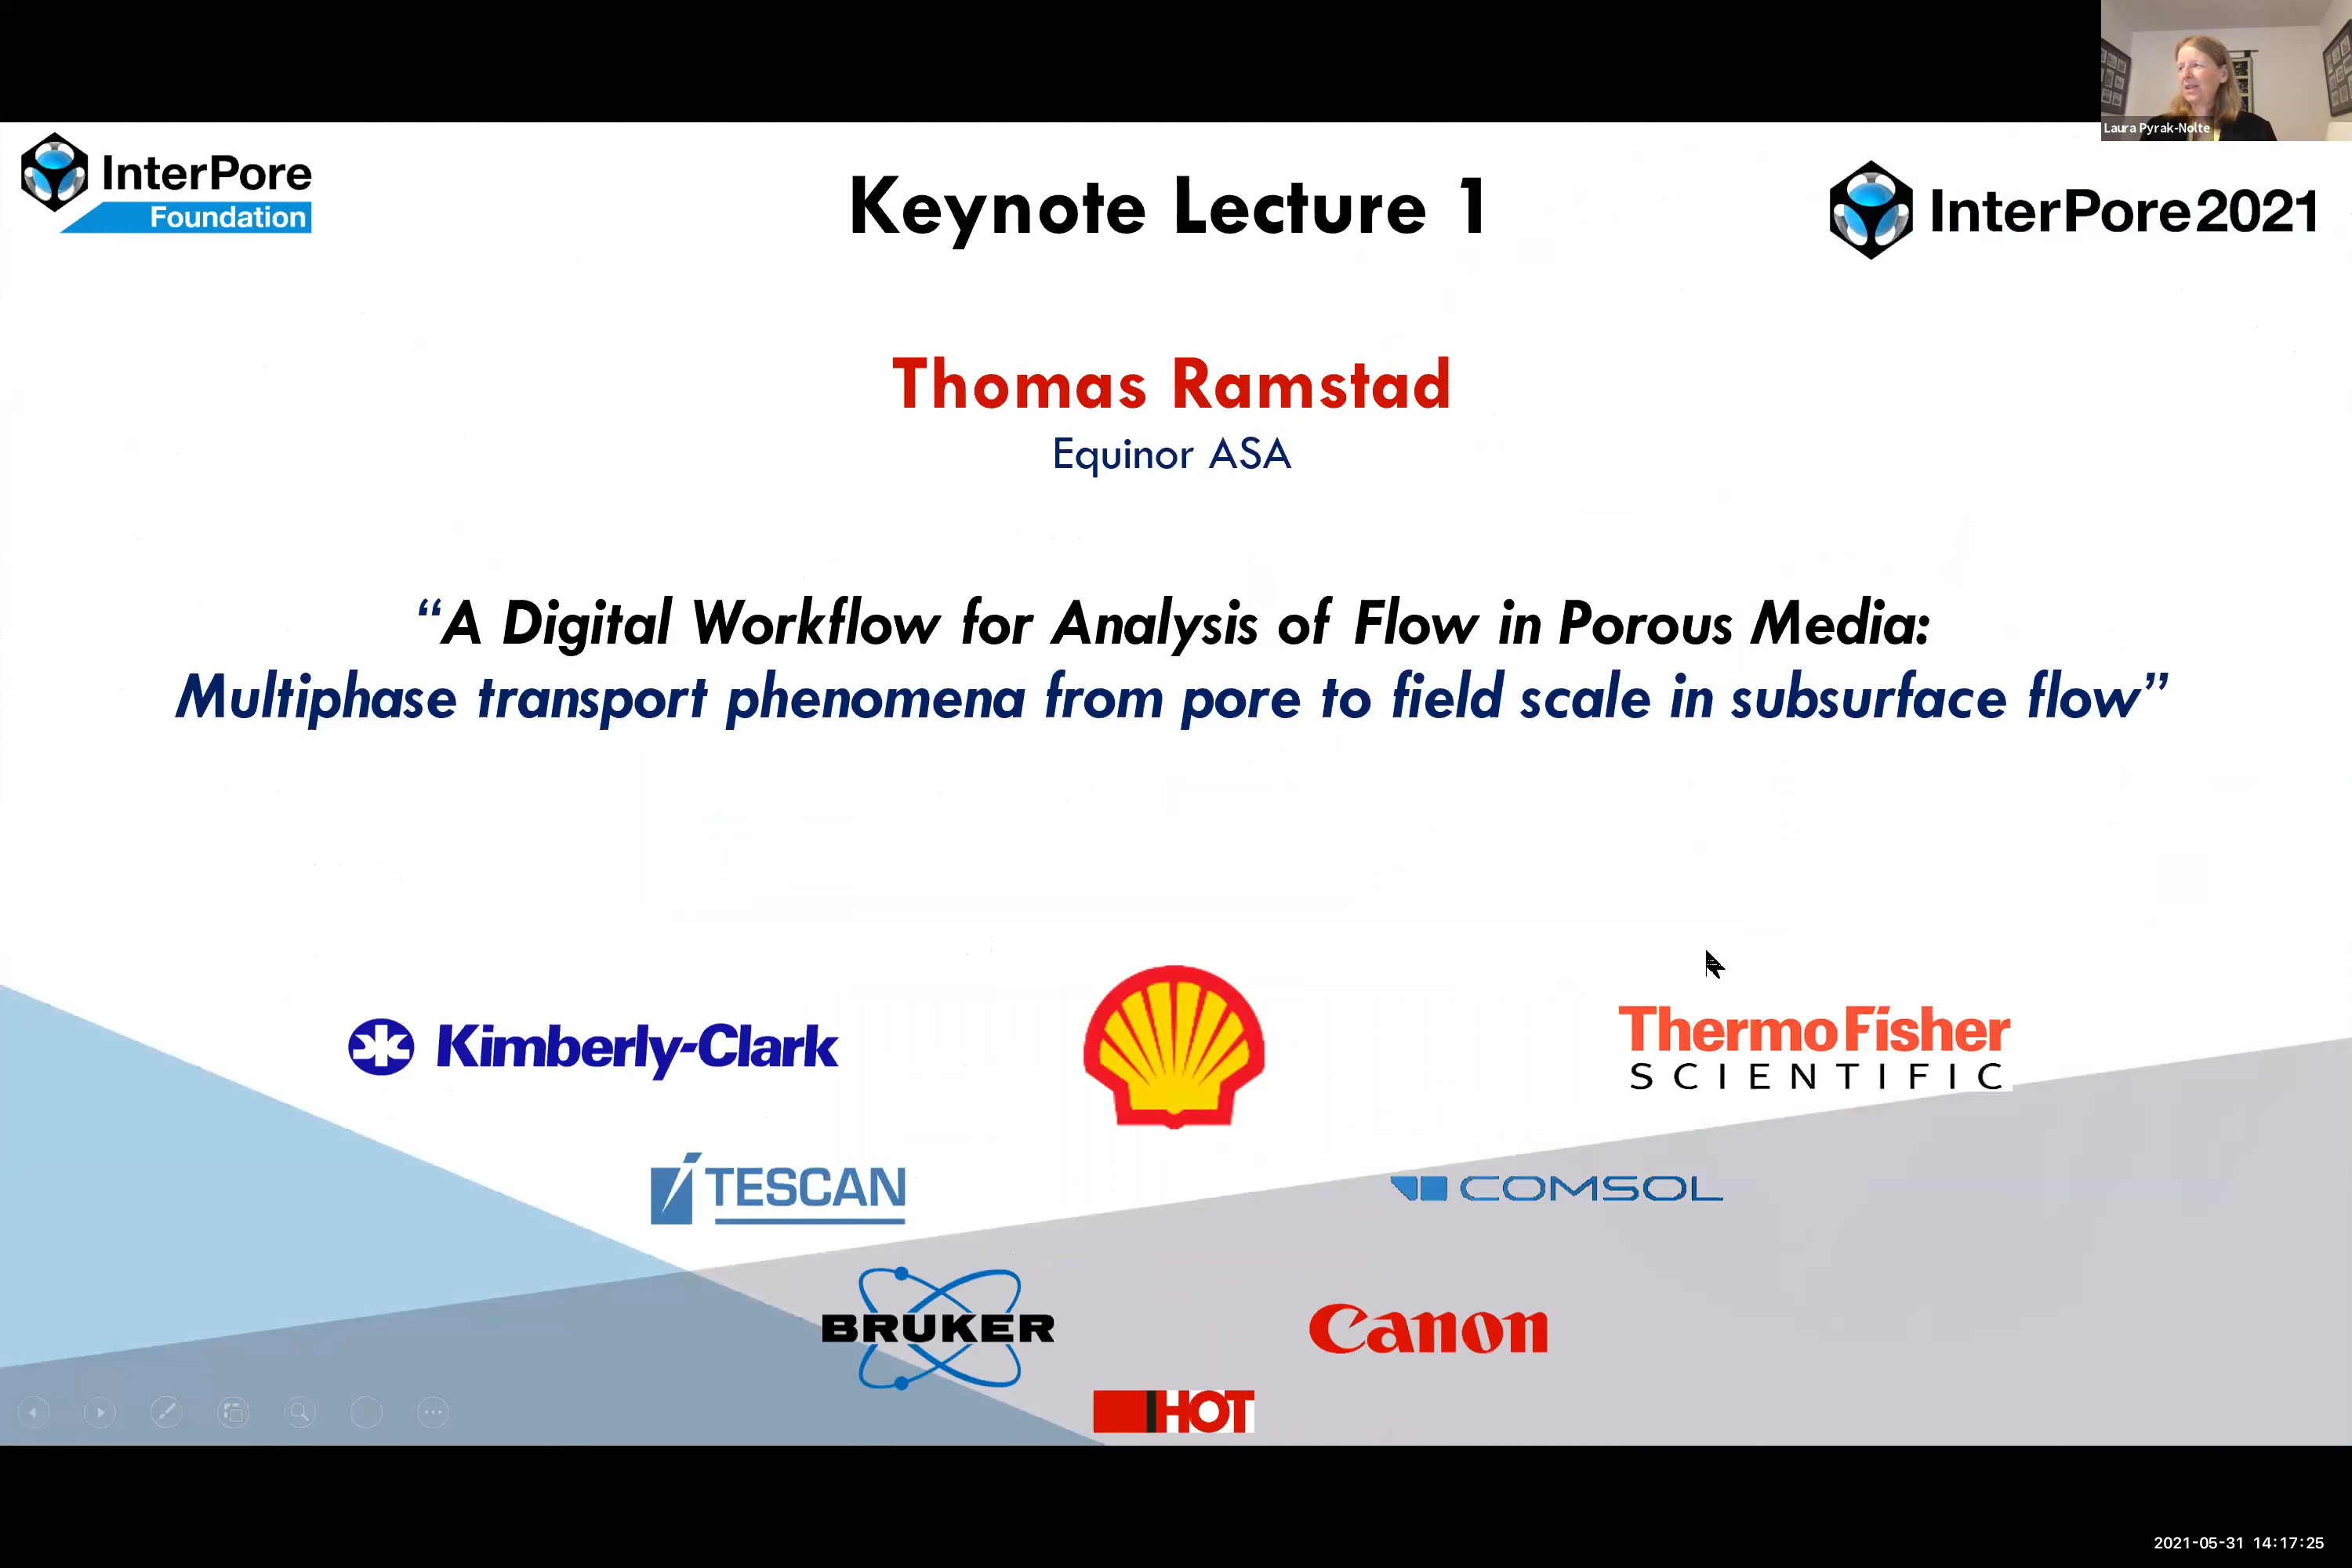 Laura Pyrak-Nolte
InterPore
Foundation
Keynote Lecture 1
InterPore2021
Thomas Ramstad
Equinor ASA
“A Digital Workflow for Analysis of Flow in Porous Media:
Multiphase transport phenomena from pore to field scale in subsurface flow”
Kimberly-Clark
ThermoFisher
SCIENTIFIC
TESCAN
COMSOL
BRUKER
Canon
HOT
2021-05-31 14:17:25